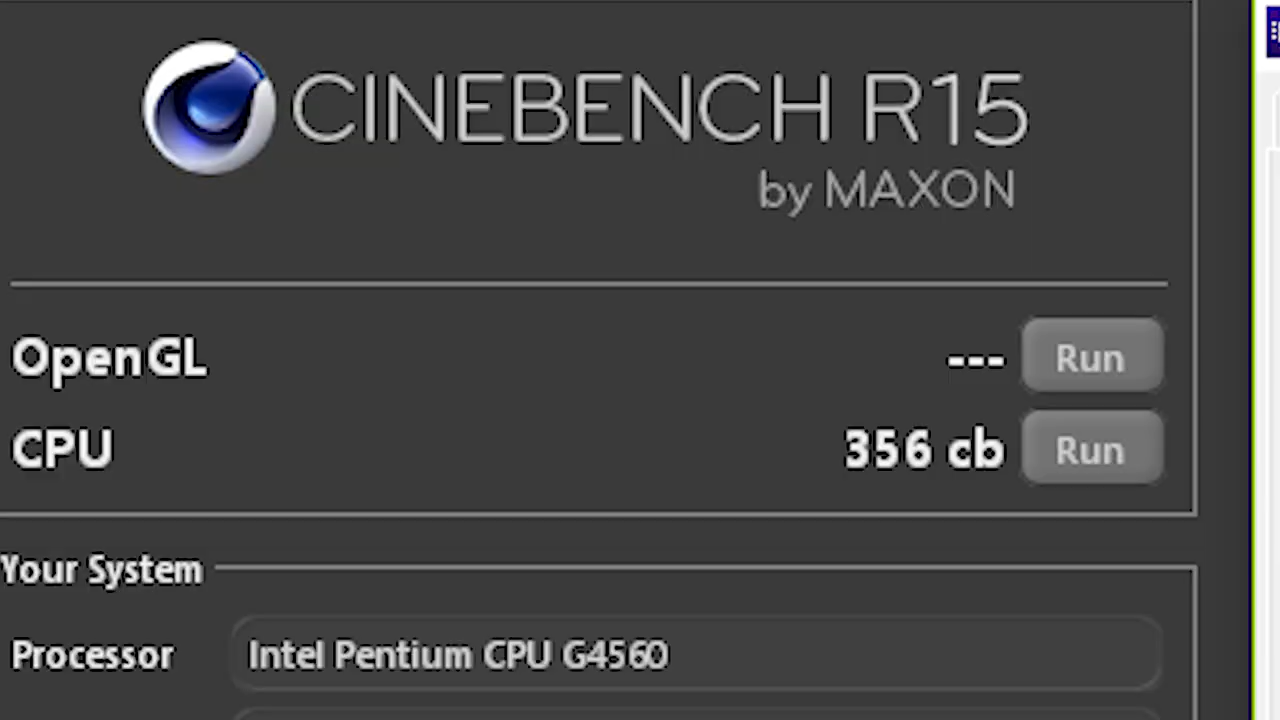 CINEBENCH R15
by MAXON
OpenGL --- Run
CPU 356 cb Run
Your System
Processor Intel Pentium CPU G4560